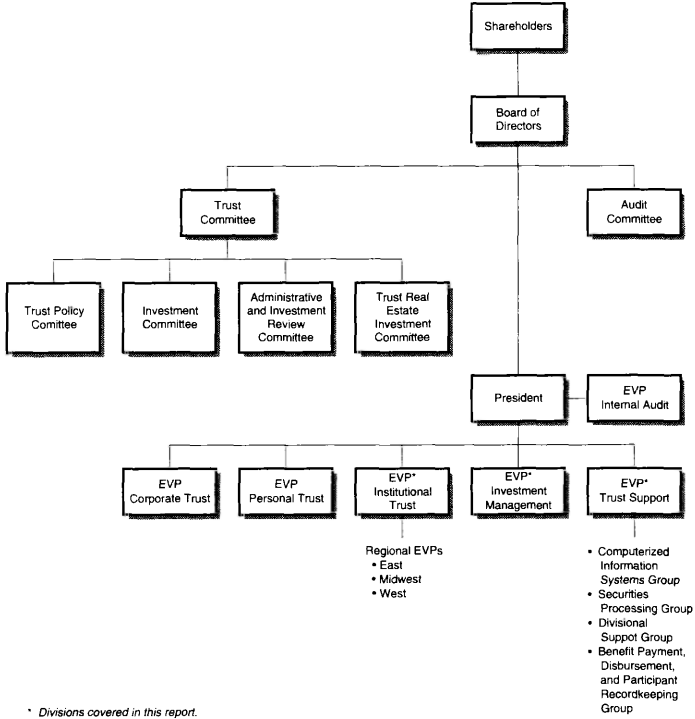 Shareholders
Board of
Directors
Trust
Committee
Audit
Committee
Trust Policy
Comittee
Investment
Committee
Administrative
and Investment
Review
Committee
Trust Real
Estate
Investment
Committee
President
EVP
Internal Audit
EVP
Corporate Trust
EVP
Personal Trust
EVP*
Institutional
Trust
EVP*
Investment
Management
EVP*
Trust Support
Regional EVPs
• East
• Midwest
• West
• Computerized
Information
Systems Group
• Securities
Processing Group
• Divisional
Suppot Group
• Benefit Payment,
Disbursement,
and Participant
Recordkeeping
Group
* Divisions covered in this report.